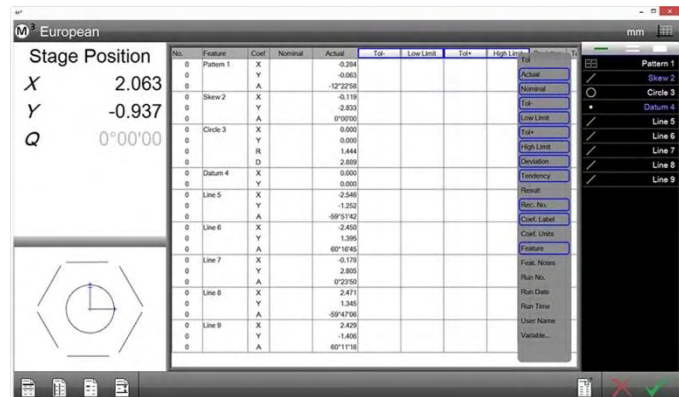 M³ European
mm
Stage Position
X 2.063
Y -0.937
Q 0°00'00
No. Feature Coef Nominal Actual Tol- Low Limit Tol+ High Limit Deviation
0 Pattern 1 X -0.284
0 Y -0.063
0 A -12°22'58
0 Skew 2 X -0.119
0 Y -2.833
0 A 0°00'00
0 Circle 3 X 0.000
0 Y 0.000
0 R 1.444
0 D 2.889
0 Datum 4 X 0.000
0 Y 0.000
0 Line 5 X -2.546
0 Y -1.252
0 A -59°51'42
0 Line 6 X -2.450
0 Y 1.395
0 A 60°16'45
0 Line 7 X -0.178
0 Y 2.805
0 A 0°23'50
0 Line 8 X 2.471
0 Y 1.345
0 A -59°47'06
0 Line 9 X 2.429
0 Y -1.406
0 A 60°11'16
Tol
Actual
Nominal
Tol-
Low Limit
Tol+
High Limit
Deviation
Tendency
Result
Rec. No.
Coef. Label
Coef. Units
Feature
Feat. Notes
Run No.
Run Date
Run Time
User Name
Variable...
Pattern 1
Skew 2
Circle 3
Datum 4
Line 5
Line 6
Line 7
Line 8
Line 9